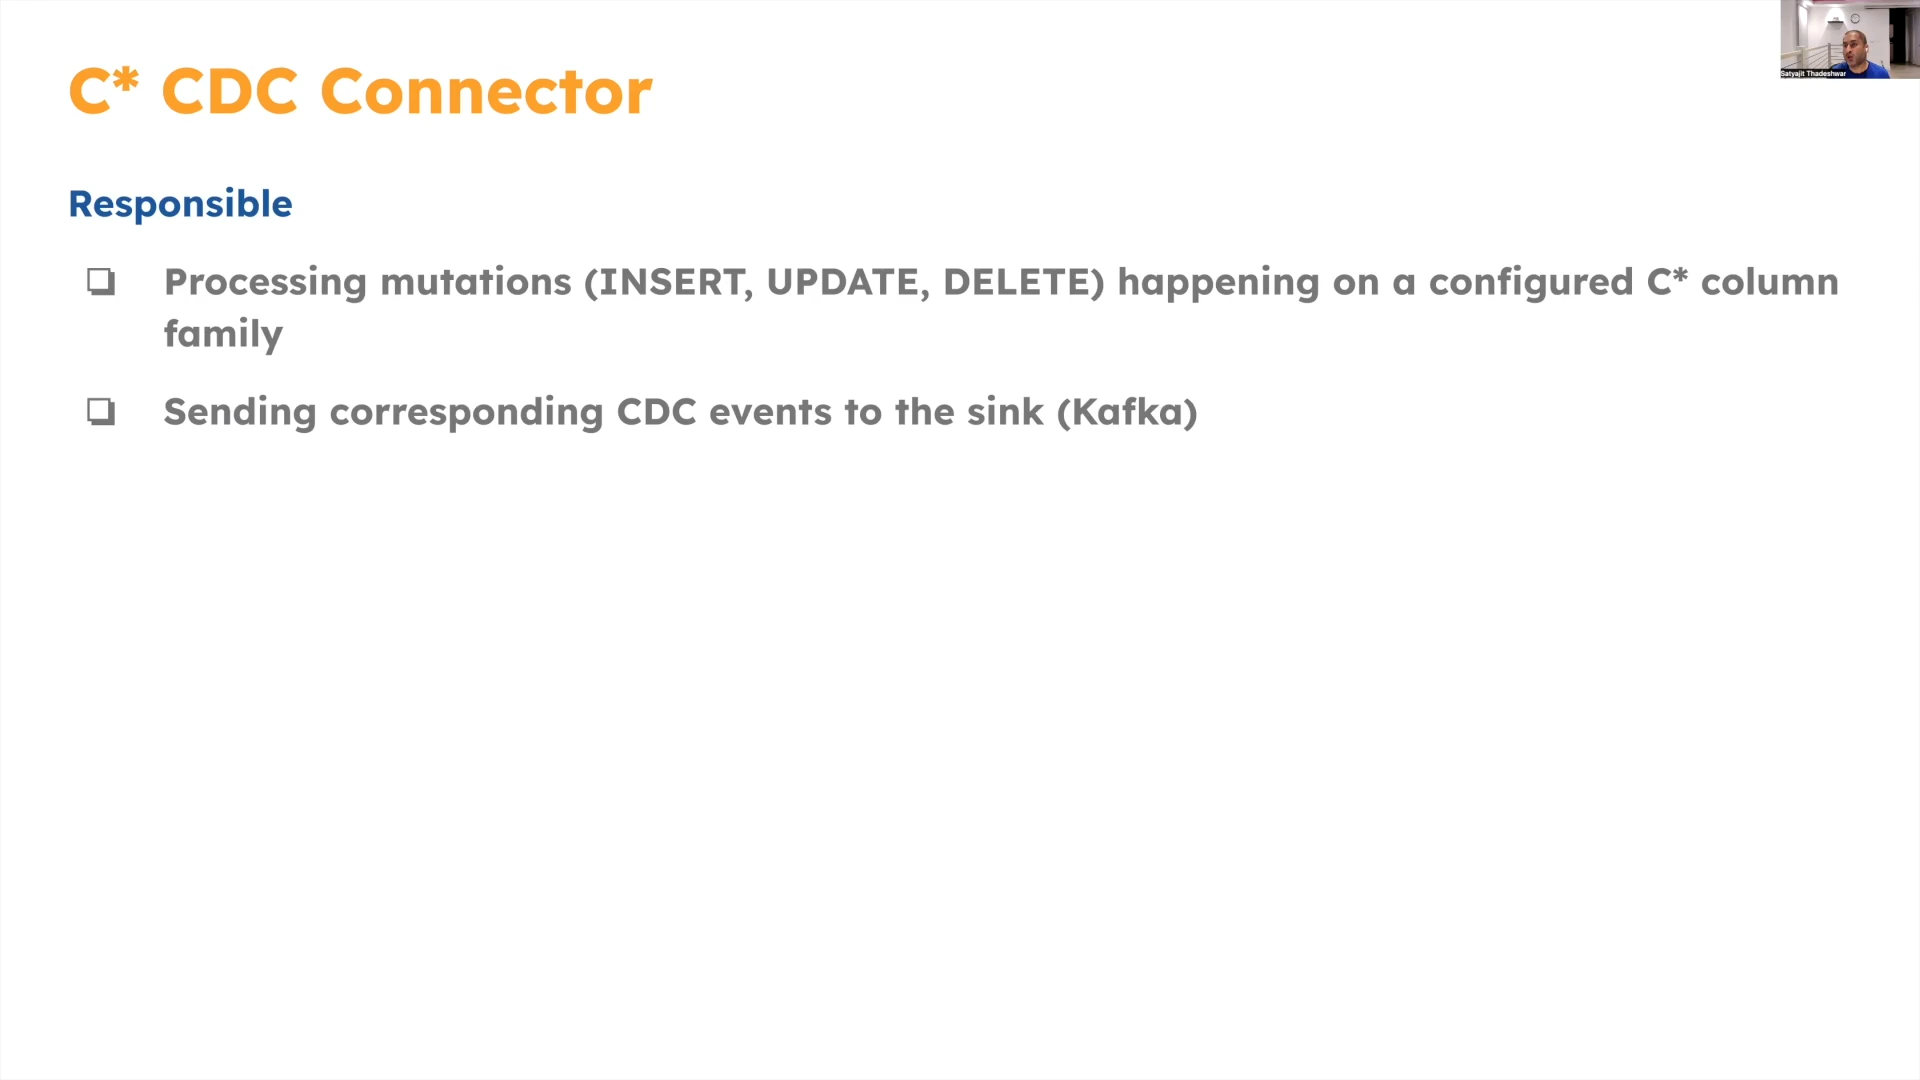 C* CDC Connector
Satyajit Thadeshwar
Responsible
❏ Processing mutations (INSERT, UPDATE, DELETE) happening on a configured C* column
family
❏ Sending corresponding CDC events to the sink (Kafka)